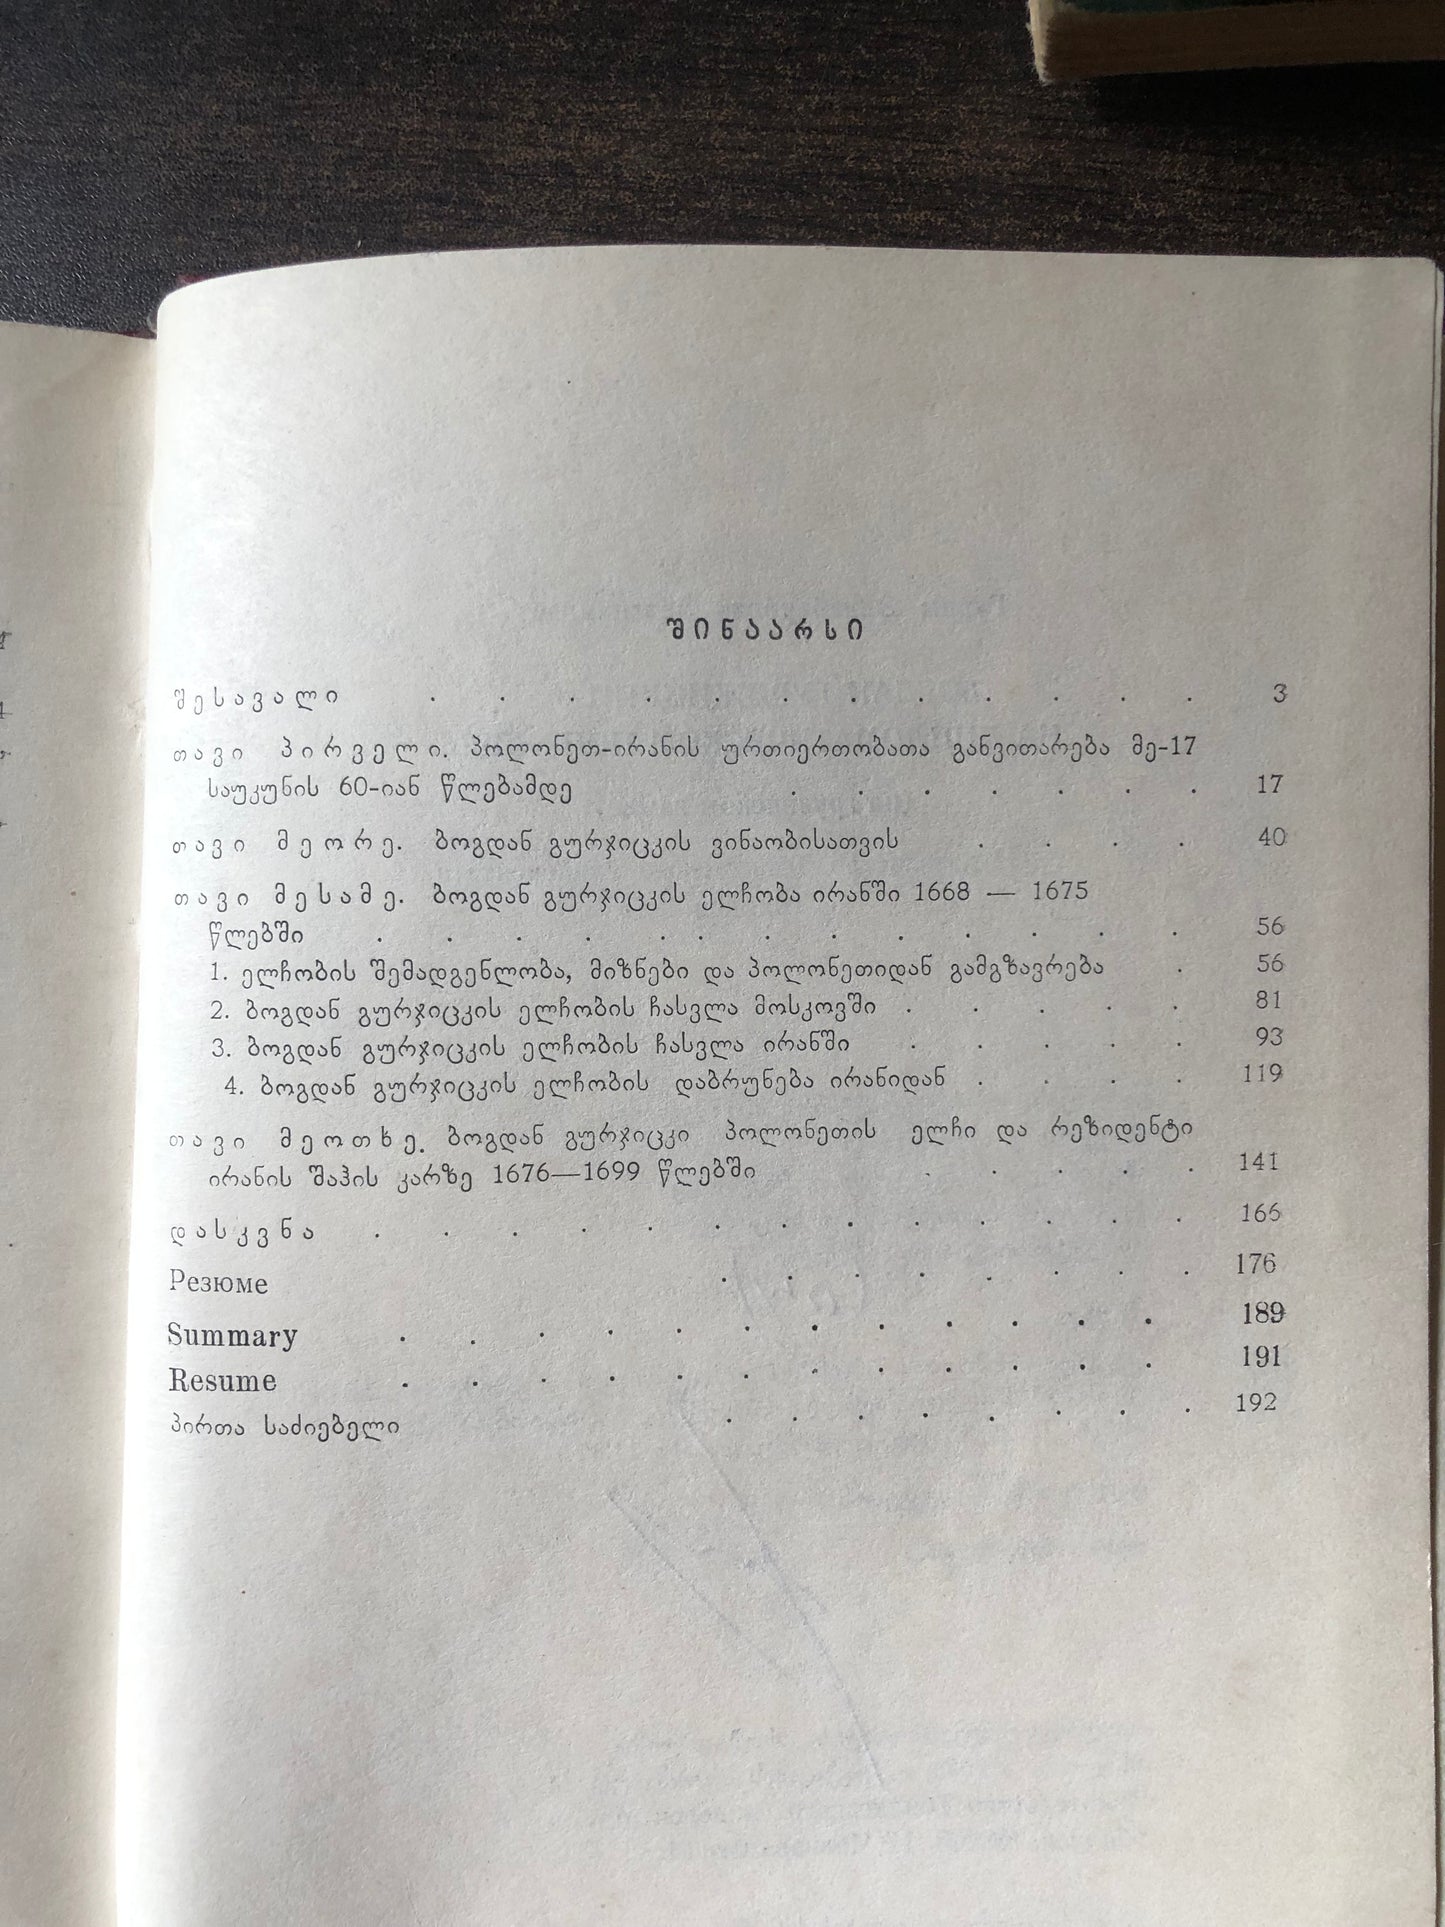 შინაარსი
შესავალი . . . . . . . . . . . . 3
თავი პირველი. პოლონეთ-ირანის ურთიერთობათა განვითარება მე-17
საუკუნის 60-იან წლებამდე . . . . . . . 17
თავი მეორე. ბოგდან გურჯიცკის ვინაობისათვის . . . . 40
თავი მესამე. ბოგდან გურჯიცკის ელჩობა ირანში 1668 — 1675
წლებში . . . . . . . . . . . . . 56
1. ელჩობის შემადგენლობა, მიზნები და პოლონეთიდან გამგზავრება . 56
2. ბოგდან გურჯიცკის ელჩობის ჩასვლა მოსკოვში . . . . . 81
3. ბოგდან გურჯიცკის ელჩობის ჩასვლა ირანში . . . . . 93
4. ბოგდან გურჯიცკის ელჩობის დაბრუნება ირანიდან . . . . 119
თავი მეოთხე. ბოგდან გურჯიცკი პოლონეთის ელჩი და რეზიდენტი
ირანის შაჰის კარზე 1676—1699 წლებში . . . . . 141
დასკვნა . . . . . . . . . . . . . 166
Резюме . . . . . . . . 176
Summary . . . . . . . . . . . . 189
Resume . . . . . . . . . . . . 191
პირთა საძიებელი . . . . . . . . 192